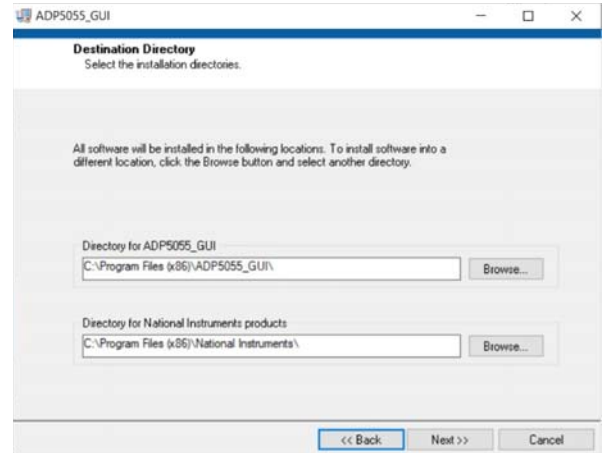 ADP5055_GUI
Destination Directory
Select the installation directories.
All software will be installed in the following locations. To install software into a
different location, click the Browse button and select another directory.
Directory for ADP5055_GUI
C:\Program Files (x86)\ADP5055_GUI\
Browse...
Directory for National Instruments products
C:\Program Files (x86)\National Instruments\
Browse...
<< Back
Next >>
Cancel